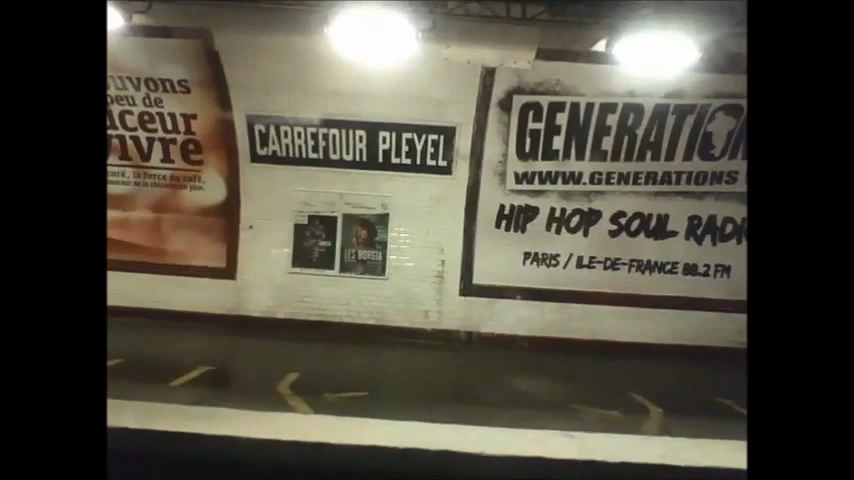 uvons
peu de
ceur
vivre
CARREFOUR PLEYEL
LES BORGIA
GENERATI
WWW.GENERATIONS
HIP HOP SOUL RADI
PARIS / ILE-DE-FRANCE 88.2 FM